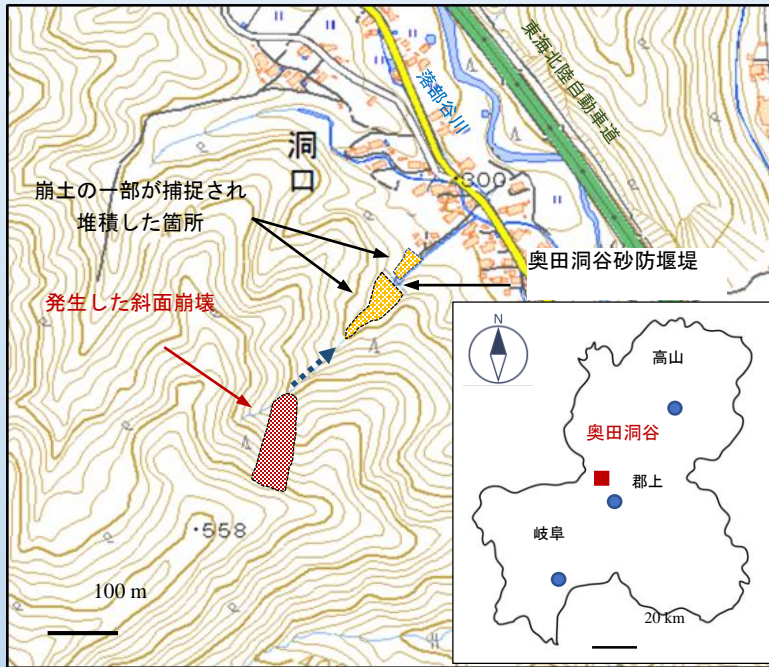 東海北陸自動車道
落部谷川
洞口
崩土の一部が捕捉され
堆積した箇所
・300
奥田洞谷砂防堰堤
発生した斜面崩壊
N
高山
奥田洞谷
郡上
岐阜
20 km
・558
100 m